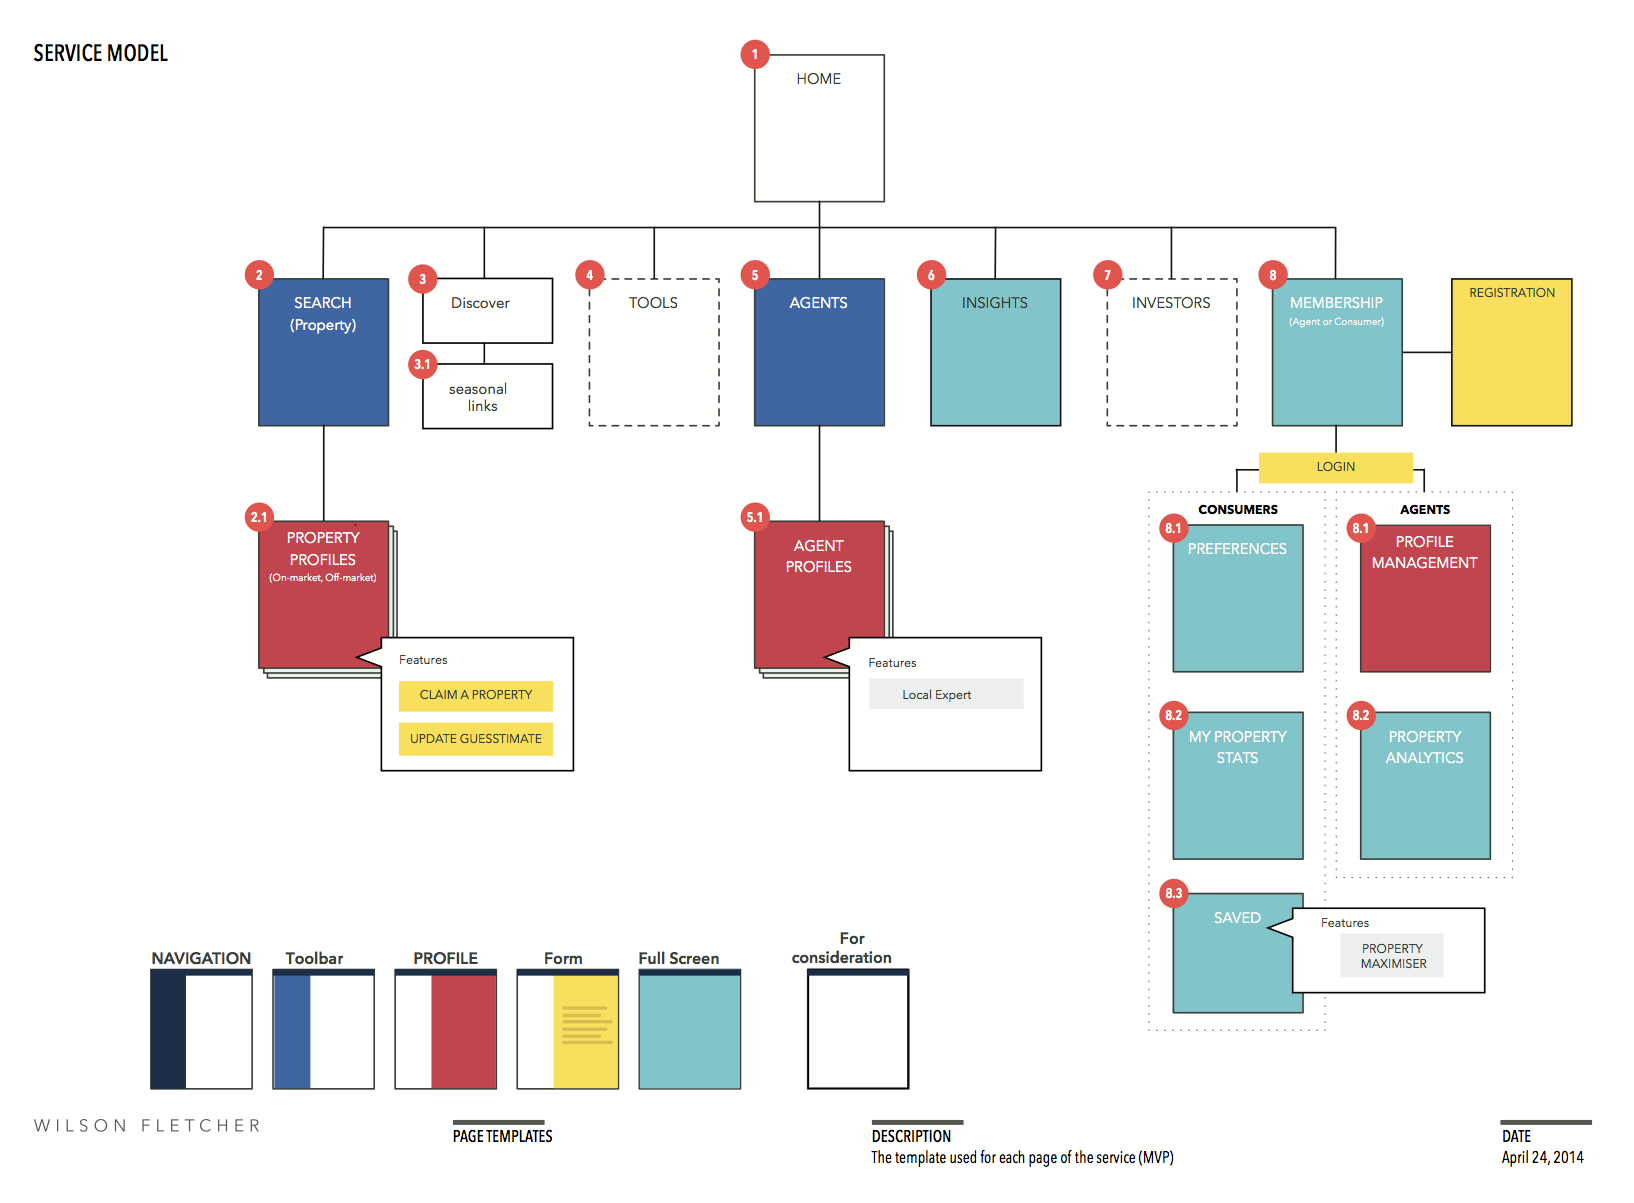 SERVICE MODEL
1
HOME
2
SEARCH
(Property)
3
Discover
3.1
seasonal
links
4
TOOLS
5
AGENTS
6
INSIGHTS
7
INVESTORS
8
MEMBERSHIP
(Agent or Consumer)
REGISTRATION
LOGIN
2.1
PROPERTY
PROFILES
(On-market, Off-market)
Features
CLAIM A PROPERTY
UPDATE GUESSTIMATE
5.1
AGENT
PROFILES
Features
Local Expert
CONSUMERS
8.1
PREFERENCES
8.2
MY PROPERTY
STATS
8.3
SAVED
Features
PROPERTY
MAXIMISER
AGENTS
8.1
PROFILE
MANAGEMENT
8.2
PROPERTY
ANALYTICS
NAVIGATION
Toolbar
PROFILE
Form
Full Screen
For
consideration
WILSON FLETCHER
PAGE TEMPLATES
DESCRIPTION
The template used for each page of the service (MVP)
DATE
April 24, 2014